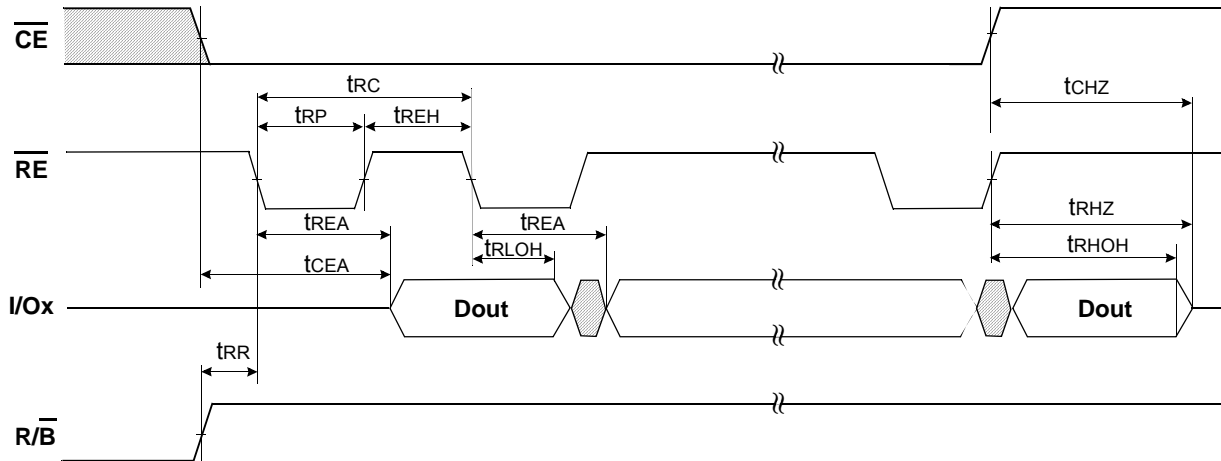 CE
tRC
tCHZ
tRP
tREH
RE
tREA
tREA
tRHZ
tRLOH
tRHOH
tCEA
I/Ox
Dout
Dout
tRR
R/B